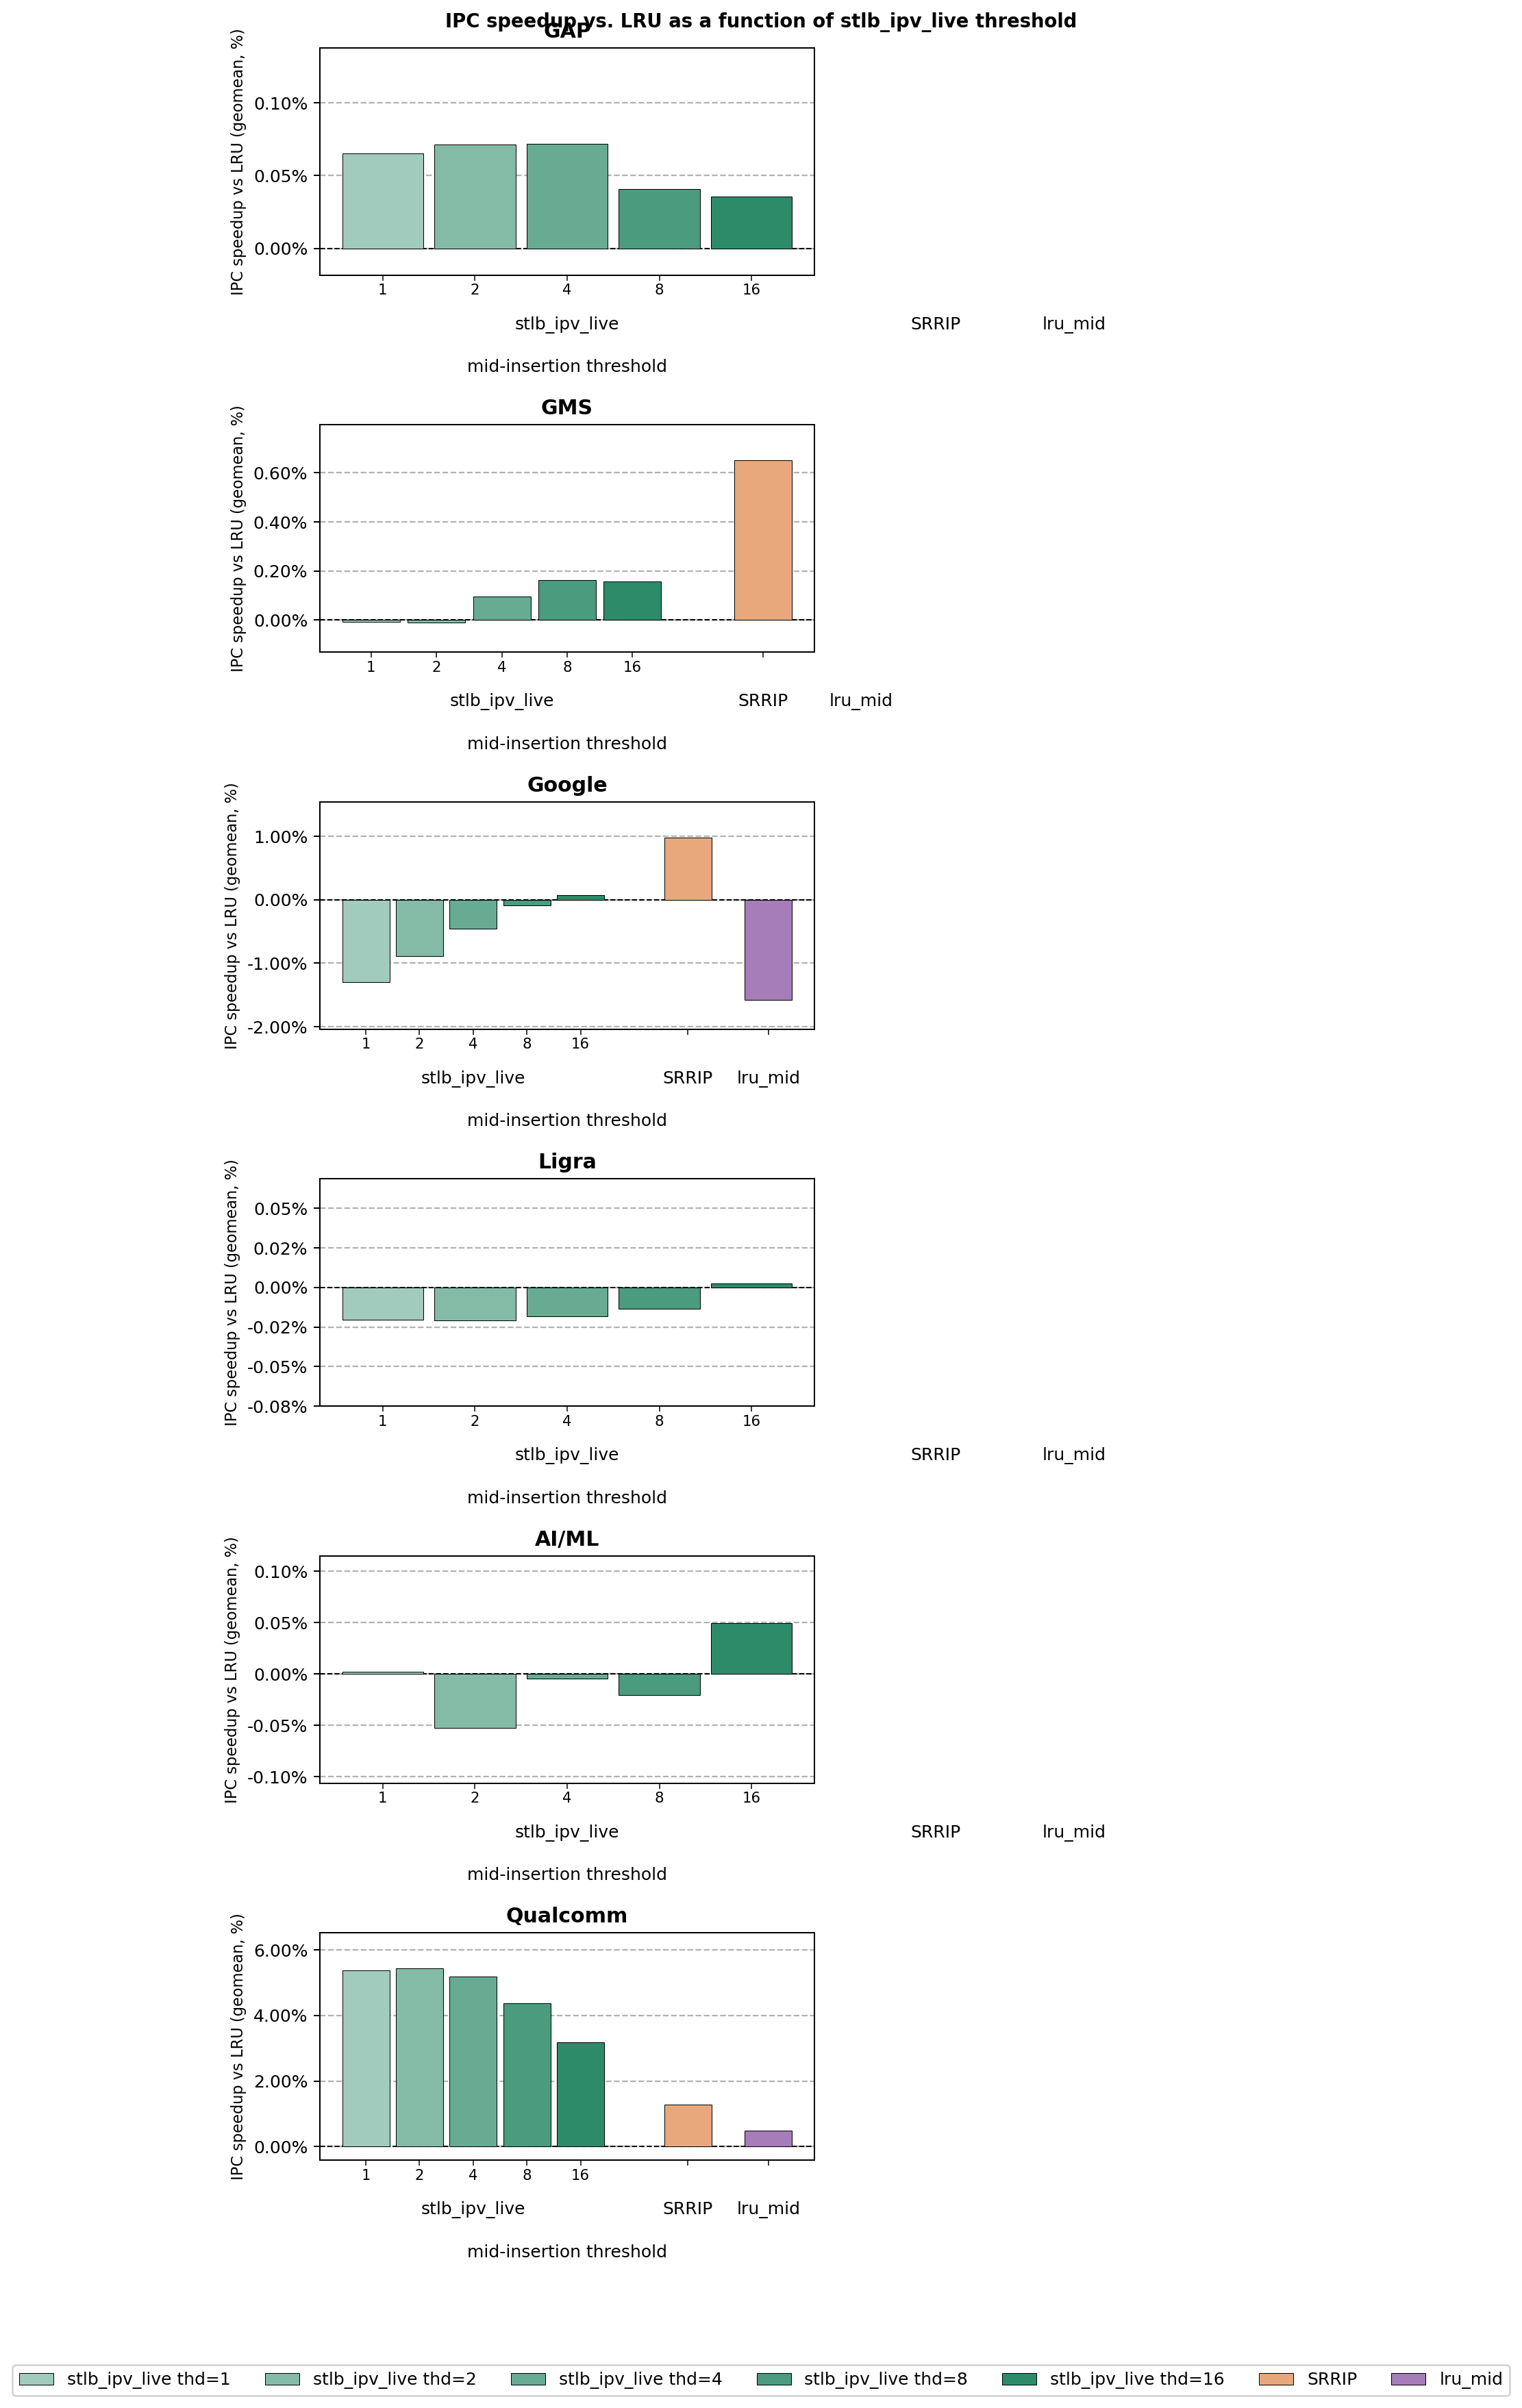 IPC speedup vs. LRU as a function of stlb_ipv_live threshold
GAP
IPC speedup vs LRU (geomean, %)
0.10%
0.05%
0.00%
1 2 4 8 16
stlb_ipv_live SRRIP lru_mid
mid-insertion threshold
GMS
IPC speedup vs LRU (geomean, %)
0.60%
0.40%
0.20%
0.00%
1 2 4 8 16
stlb_ipv_live SRRIP lru_mid
mid-insertion threshold
Google
IPC speedup vs LRU (geomean, %)
1.00%
0.00%
-1.00%
-2.00%
1 2 4 8 16
stlb_ipv_live SRRIP lru_mid
mid-insertion threshold
Ligra
IPC speedup vs LRU (geomean, %)
0.05%
0.02%
0.00%
-0.02%
-0.05%
-0.08%
1 2 4 8 16
stlb_ipv_live SRRIP lru_mid
mid-insertion threshold
AI/ML
IPC speedup vs LRU (geomean, %)
0.10%
0.05%
0.00%
-0.05%
-0.10%
1 2 4 8 16
stlb_ipv_live SRRIP lru_mid
mid-insertion threshold
Qualcomm
IPC speedup vs LRU (geomean, %)
6.00%
4.00%
2.00%
0.00%
1 2 4 8 16
stlb_ipv_live SRRIP lru_mid
mid-insertion threshold
stlb_ipv_live thd=1 stlb_ipv_live thd=2 stlb_ipv_live thd=4 stlb_ipv_live thd=8 stlb_ipv_live thd=16 SRRIP lru_mid